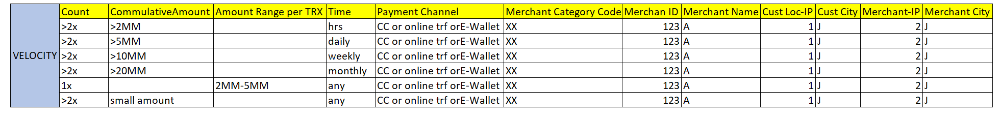 Count CommulativeAmount Amount Range per TRX Time Payment Channel Merchant Category Code Merchan ID Merchant Name Cust Loc-IP Cust City Merchant-IP Merchant City
>2x >2MM hrs CC or online trf orE-Wallet XX 123 A 1 J 2 J
>2x >5MM daily CC or online trf orE-Wallet XX 123 A 1 J 2 J
VELOCITY >2x >10MM weekly CC or online trf orE-Wallet XX 123 A 1 J 2 J
>2x >20MM monthly CC or online trf orE-Wallet XX 123 A 1 J 2 J
1x 2MM-5MM any CC or online trf orE-Wallet XX 123 A 1 J 2 J
>2x small amount any CC or online trf orE-Wallet XX 123 A 1 J 2 J